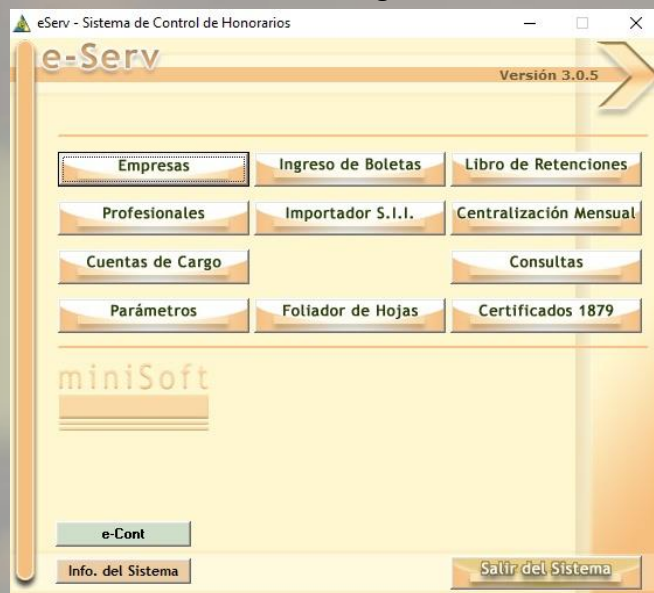 eServ - Sistema de Control de Honorarios
e-Serv
Versión 3.0.5
Empresas Ingreso de Boletas Libro de Retenciones
Profesionales Importador S.I.I. Centralización Mensual
Cuentas de Cargo Consultas
Parámetros Foliador de Hojas Certificados 1879
miniSoft
e-Cont
Info. del Sistema Salir del Sistema